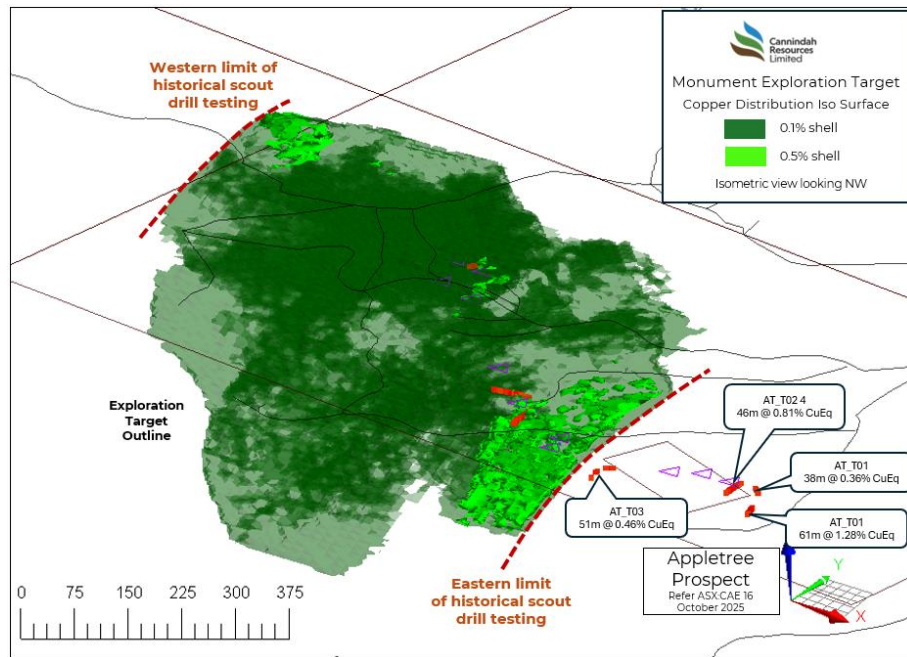 Cannindah
Resources
Limited
Monument Exploration Target
Copper Distribution Iso Surface
0.1% shell
0.5% shell
Isometric view looking NW
Western limit of
historical scout
drill testing
Exploration
Target
Outline
AT_T02 4
46m @ 0.81% CuEq
AT_T01
38m @ 0.36% CuEq
AT_T03
51m @ 0.46% CuEq
AT_T01
61m @ 1.28% CuEq
Appletree
Prospect
Refer ASX:CAE 16
October 2025
Eastern limit
of historical scout
drill testing
0 75 150 225 300 375
Y
X